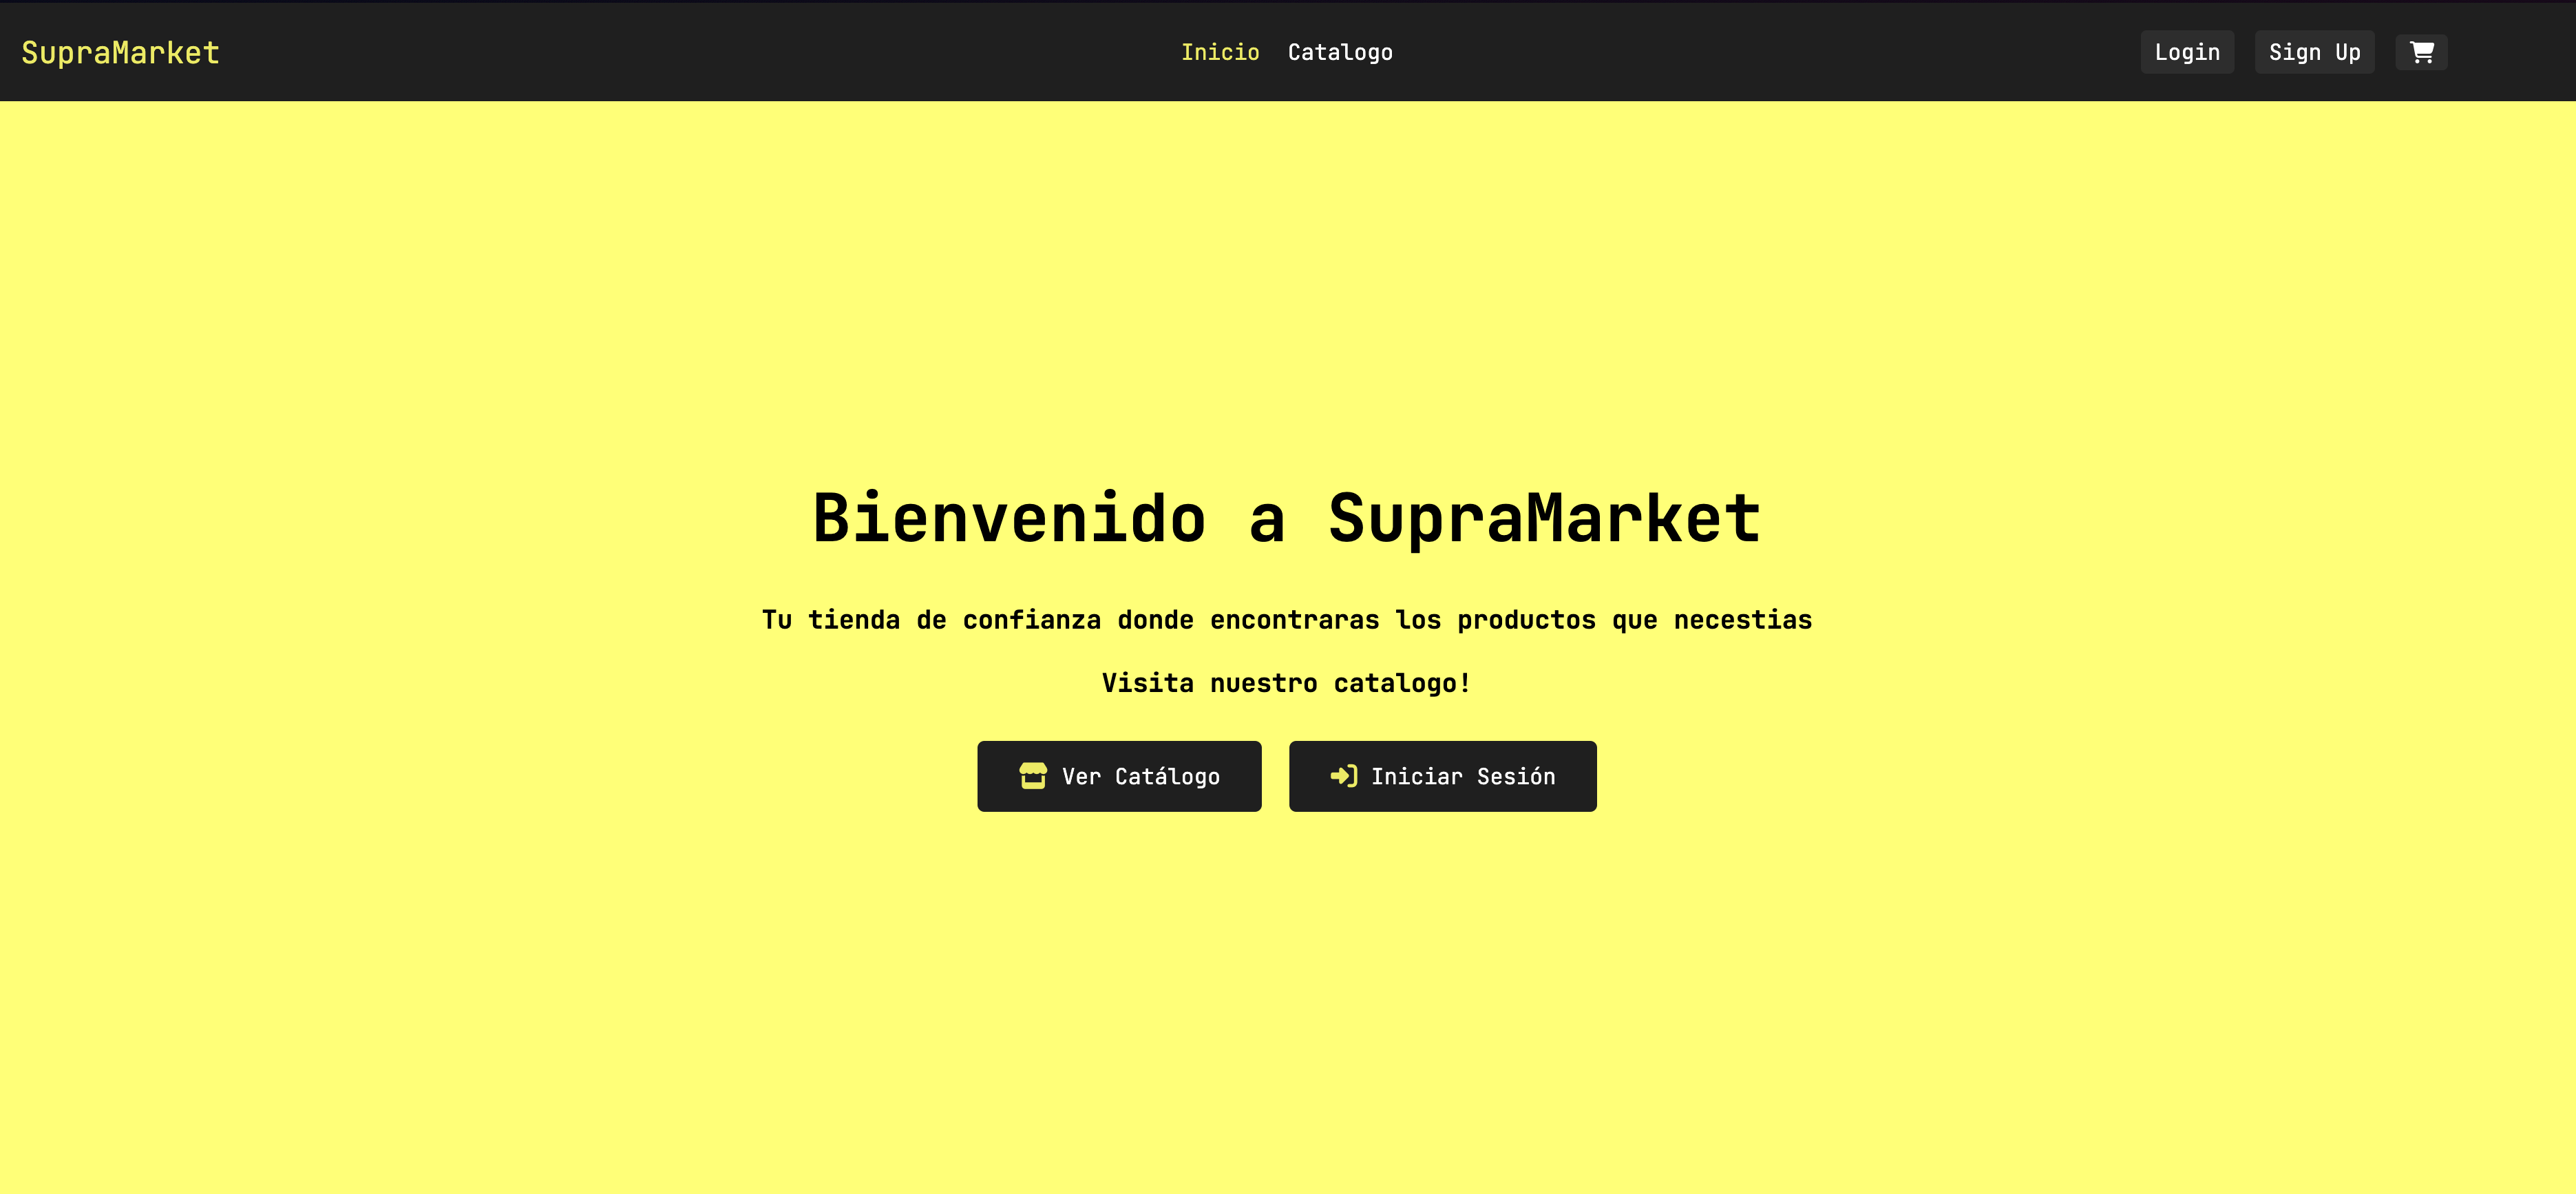 SupraMarket
Inicio Catalogo
Login Sign Up
Bienvenido a SupraMarket
Tu tienda de confianza donde encontraras los productos que necestias
Visita nuestro catalogo!
Ver Catálogo
Iniciar Sesión